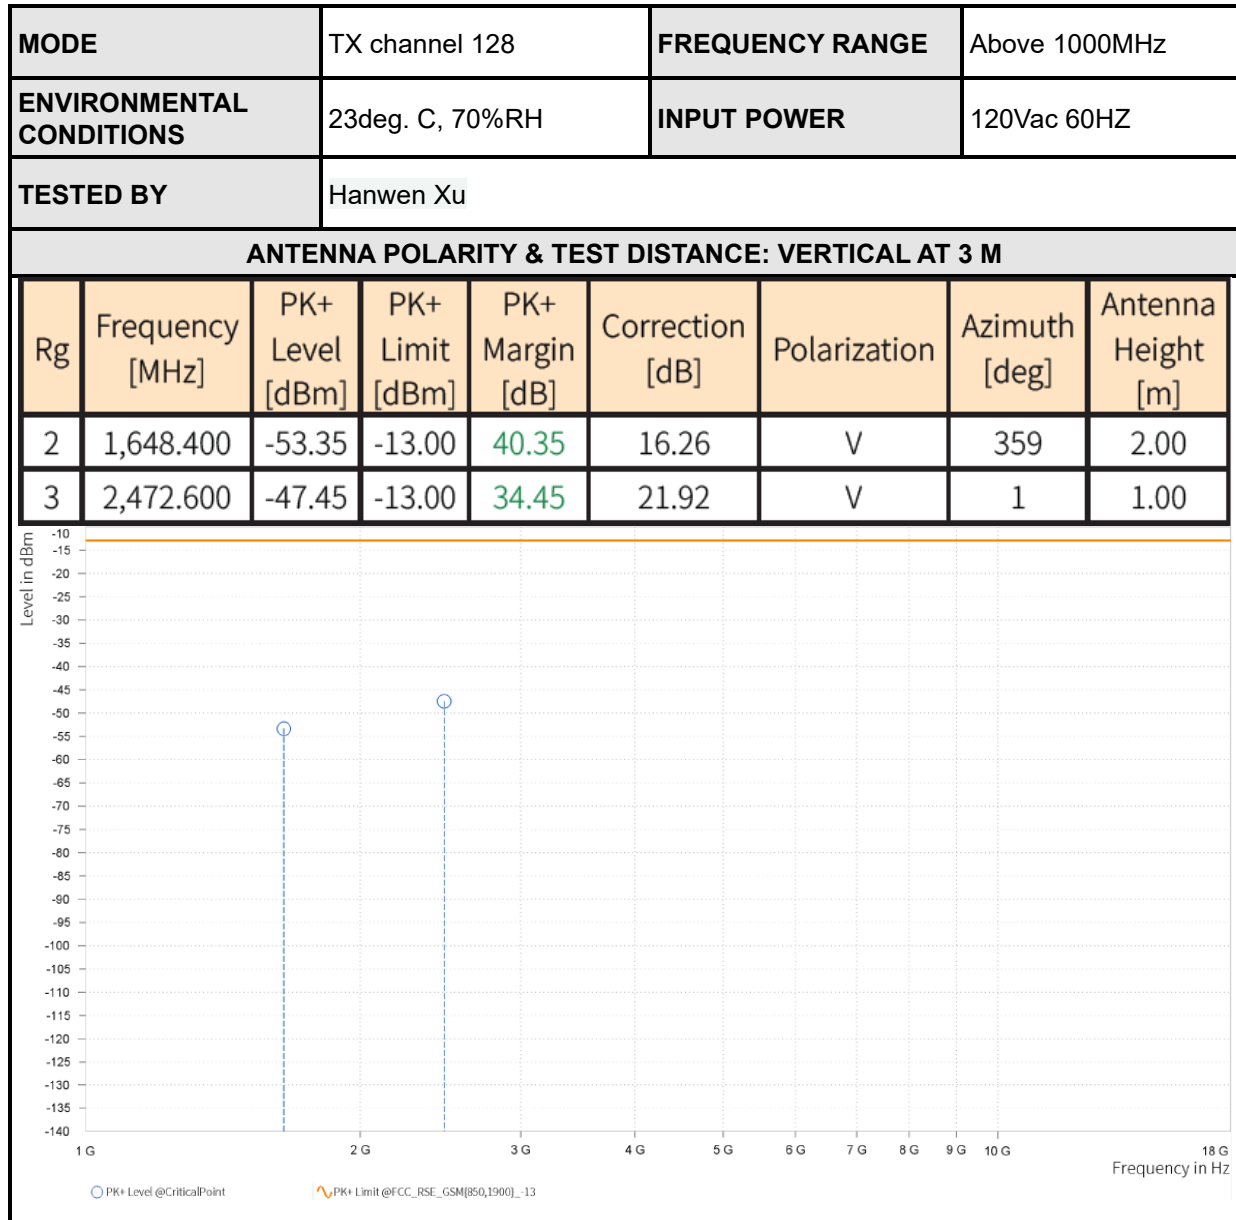 MODE TX channel 128 FREQUENCY RANGE Above 1000MHz
ENVIRONMENTAL CONDITIONS 23deg. C, 70%RH INPUT POWER 120Vac 60HZ
TESTED BY Hanwen Xu
ANTENNA POLARITY & TEST DISTANCE: VERTICAL AT 3 M
Rg Frequency [MHz] PK+ Level [dBm] PK+ Limit [dBm] PK+ Margin [dB] Correction [dB] Polarization Azimuth [deg] Antenna Height [m]
2 1,648.400 -53.35 -13.00 40.35 16.26 V 359 2.00
3 2,472.600 -47.45 -13.00 34.45 21.92 V 1 1.00
Level in dBm
-10
-15
-20
-25
-30
-35
-40
-45
-50
-55
-60
-65
-70
-75
-80
-85
-90
-95
-100
-105
-110
-115
-120
-125
-130
-135
-140
1 G 2 G 3 G 4 G 5 G 6 G 7 G 8 G 9 G 10 G 18 G
Frequency in Hz
PK+ Level @CriticalPoint PK+ Limit @FCC_RSE_GSM(850,1900)_-13